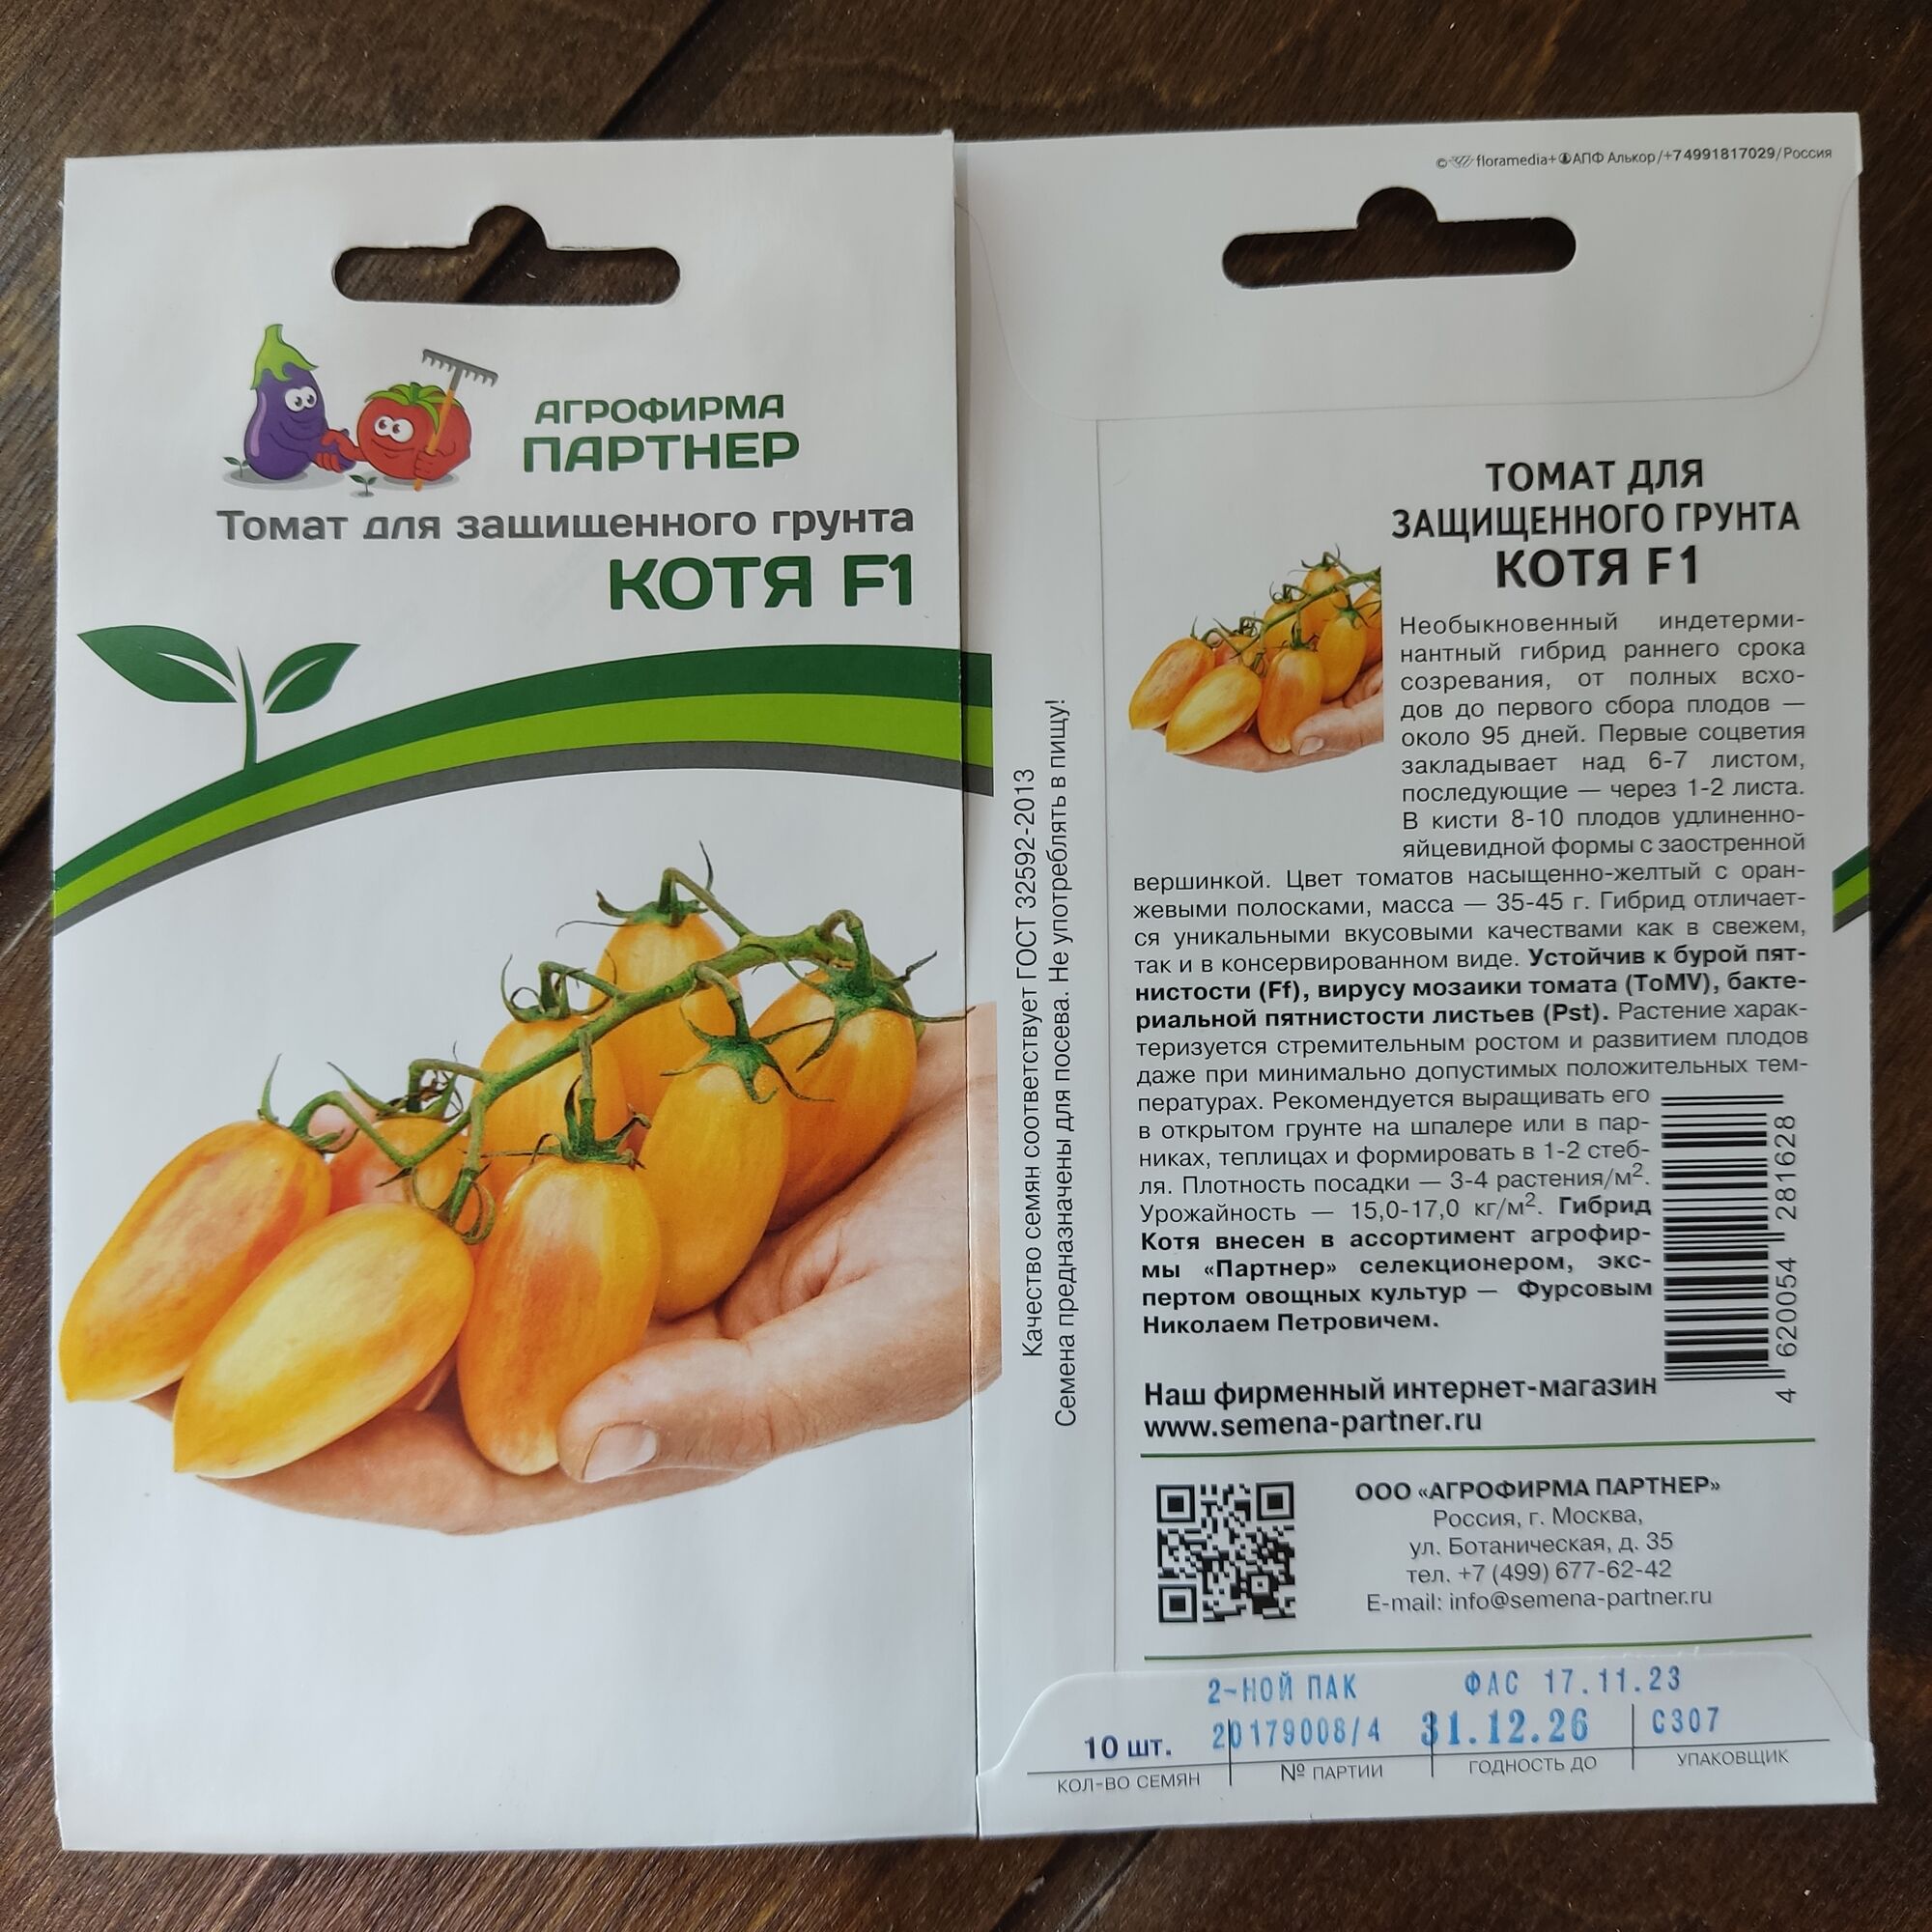 АГРОФИРМА
ПАРТНЕР
Томат для защищенного грунта
КОТЯ F1
© floramedia+ АПФ Алькор/+74991817029/Россия
Качество семян соответствует ГОСТ 32592-2013
Семена предназначены для посева. Не употреблять в пищу!
ТОМАТ ДЛЯ
ЗАЩИЩЕННОГО ГРУНТА
КОТЯ F1
Необыкновенный индетерми-
нантный гибрид раннего срока
созревания, от полных всхо-
дов до первого сбора плодов —
около 95 дней. Первые соцветия
закладывает над 6-7 листом,
последующие — через 1-2 листа.
В кисти 8-10 плодов удлиненно-
яйцевидной формы с заостренной
вершинкой. Цвет томатов насыщенно-желтый с оран-
жевыми полосками, масса — 35-45 г. Гибрид отличает-
ся уникальными вкусовыми качествами как в свежем,
так и в консервированном виде. Устойчив к бурой пят-
нистости (Ff), вирусу мозаики томата (ToMV), бакте-
риальной пятнистости листьев (Pst). Растение харак-
теризуется стремительным ростом и развитием плодов
даже при минимально допустимых положительных тем-
пературах. Рекомендуется выращивать его
в открытом грунте на шпалере или в пар-
никах, теплицах и формировать в 1-2 стеб-
ля. Плотность посадки — 3-4 растения/м².
Урожайность — 15,0-17,0 кг/м². Гибрид
Котя внесен в ассортимент агрофир-
мы «Партнер» селекционером, экс-
пертом овощных культур — Фурсовым
Николаем Петровичем.
4 620054 281628
Наш фирменный интернет-магазин
www.semena-partner.ru
ООО «АГРОФИРМА ПАРТНЕР»
Россия, г. Москва,
ул. Ботаническая, д. 35
тел. +7 (499) 677-62-42
E-mail: info@semena-partner.ru
2-НОЙ ПАК ФАС 17.11.23
10 шт. 20179008/4 31.12.26 С307
КОЛ-ВО СЕМЯН № ПАРТИИ ГОДНОСТЬ ДО УПАКОВЩИК